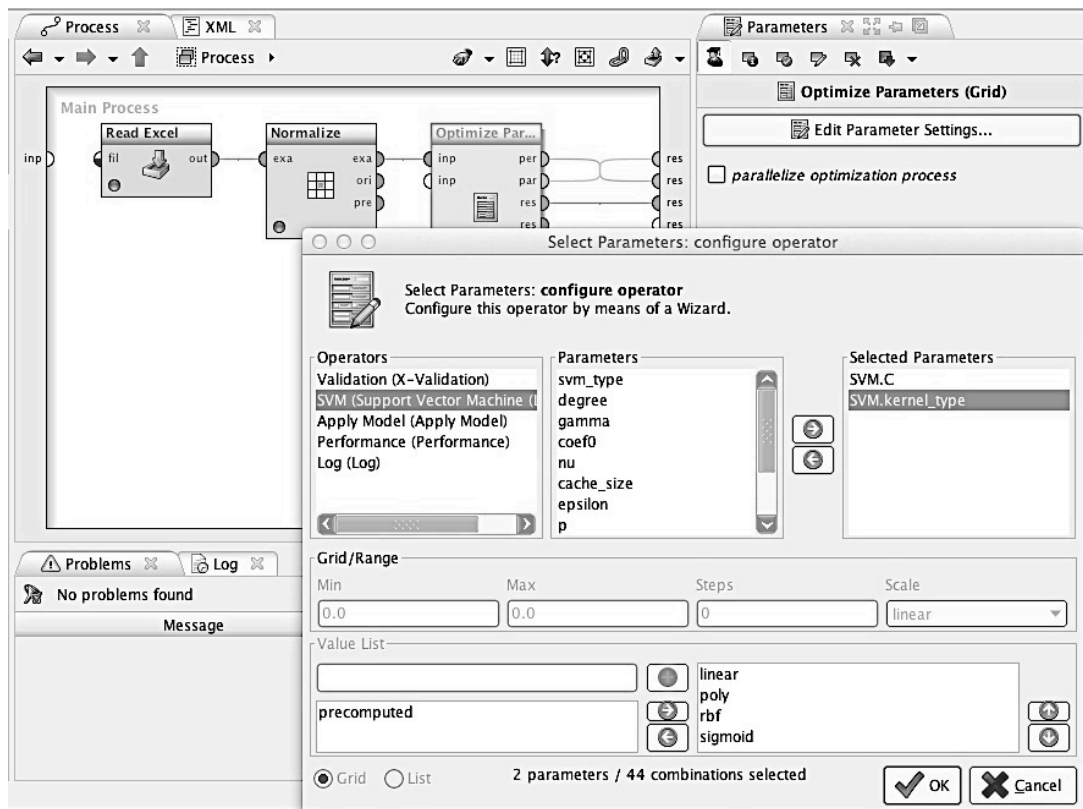 Process
XML
Process
Main Process
Read Excel
inp
fil
out
Normalize
exa
exa
ori
pre
Optimize Par...
inp
per
inp
par
res
res
res
res
res
res
Parameters
Optimize Parameters (Grid)
Edit Parameter Settings...
parallelize optimization process
Select Parameters: configure operator
Select Parameters: configure operator
Configure this operator by means of a Wizard.
Operators
Validation (X-Validation)
SVM (Support Vector Machine (L
Apply Model (Apply Model)
Performance (Performance)
Log (Log)
Parameters
svm_type
degree
gamma
coef0
nu
cache_size
epsilon
p
Selected Parameters
SVM.C
SVM.kernel_type
Grid/Range
Min
Max
Steps
Scale
0.0
0.0
0
linear
Value List
precomputed
linear
poly
rbf
sigmoid
Grid
List
2 parameters / 44 combinations selected
OK
Cancel
Problems
Log
No problems found
Message